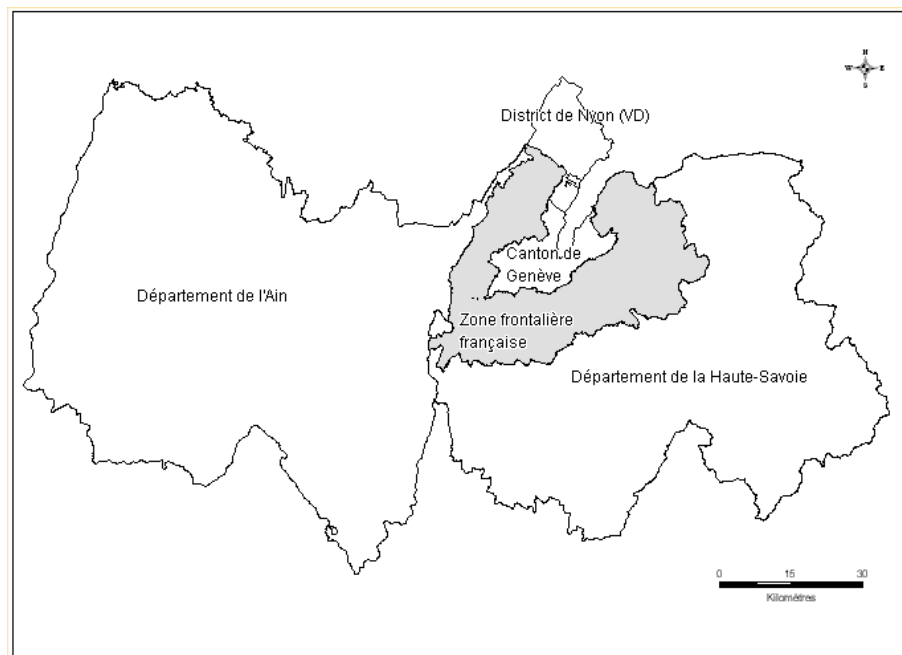 N
W E
S
District de Nyon (VD)
Canton de
Genève
Département de l'Ain
Zone frontalière
française
Département de la Haute-Savoie
0 15 30
Kilomètres